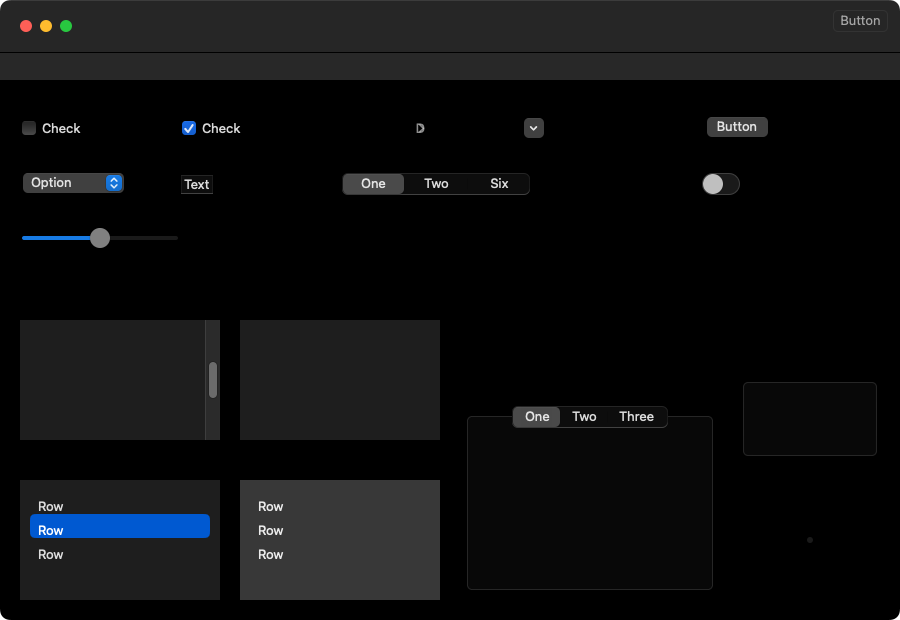 Button
Check
Check
D
Button
Option
Text
One
Two
Six
One
Two
Three
Row
Row
Row
Row
Row
Row